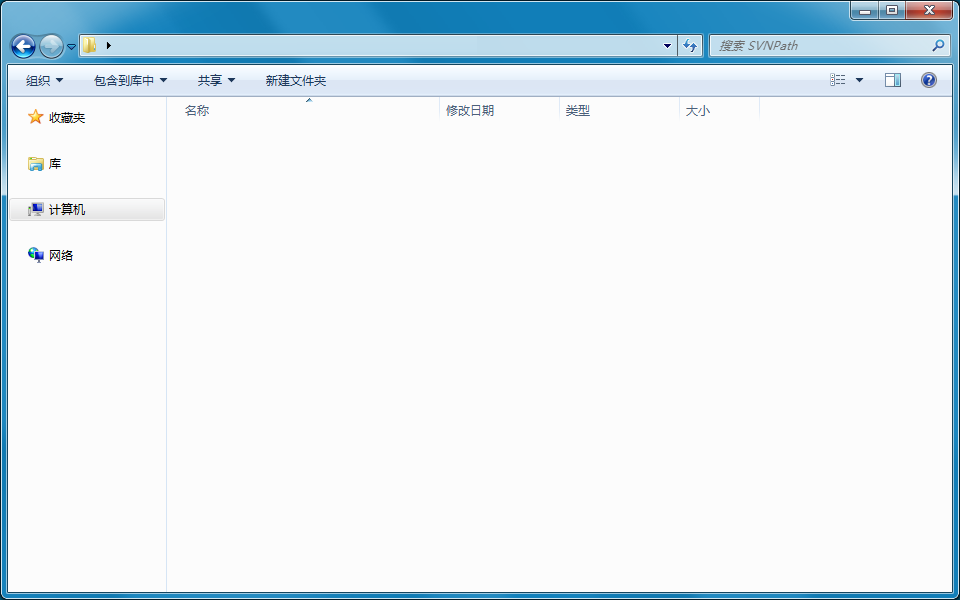 搜索 SVNPath
组织 包含到库中 共享 新建文件夹
收藏夹
库
计算机
网络
名称 修改日期 类型 大小